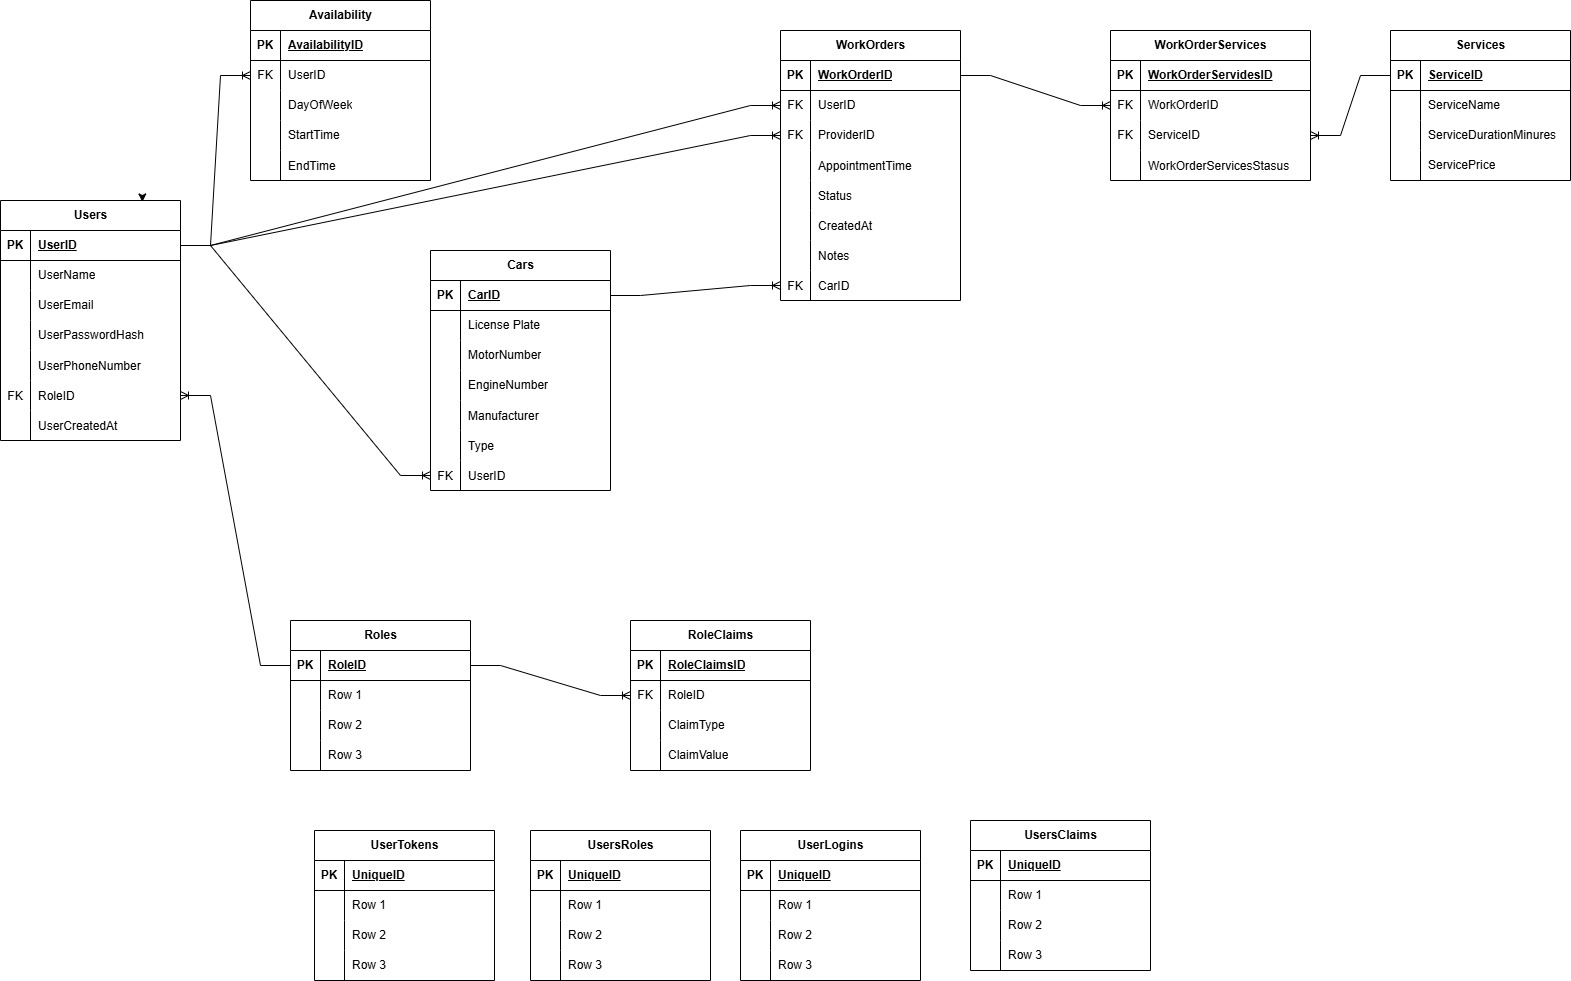 Availability
PK AvailabilityID
FK UserID
DayOfWeek
StartTime
EndTime
WorkOrders
PK WorkOrderID
FK UserID
FK ProviderID
AppointmentTime
Status
CreatedAt
Notes
FK CarID
WorkOrderServices
PK WorkOrderServidesID
FK WorkOrderID
FK ServiceID
WorkOrderServicesStasus
Services
PK ServiceID
ServiceName
ServiceDurationMinures
ServicePrice
Users
PK UserID
UserName
UserEmail
UserPasswordHash
UserPhoneNumber
FK RoleID
UserCreatedAt
Cars
PK CarID
License Plate
MotorNumber
EngineNumber
Manufacturer
Type
FK UserID
Roles
PK RoleID
Row 1
Row 2
Row 3
RoleClaims
PK RoleClaimsID
FK RoleID
ClaimType
ClaimValue
UserTokens
PK UniqueID
Row 1
Row 2
Row 3
UsersRoles
PK UniqueID
Row 1
Row 2
Row 3
UserLogins
PK UniqueID
Row 1
Row 2
Row 3
UsersClaims
PK UniqueID
Row 1
Row 2
Row 3